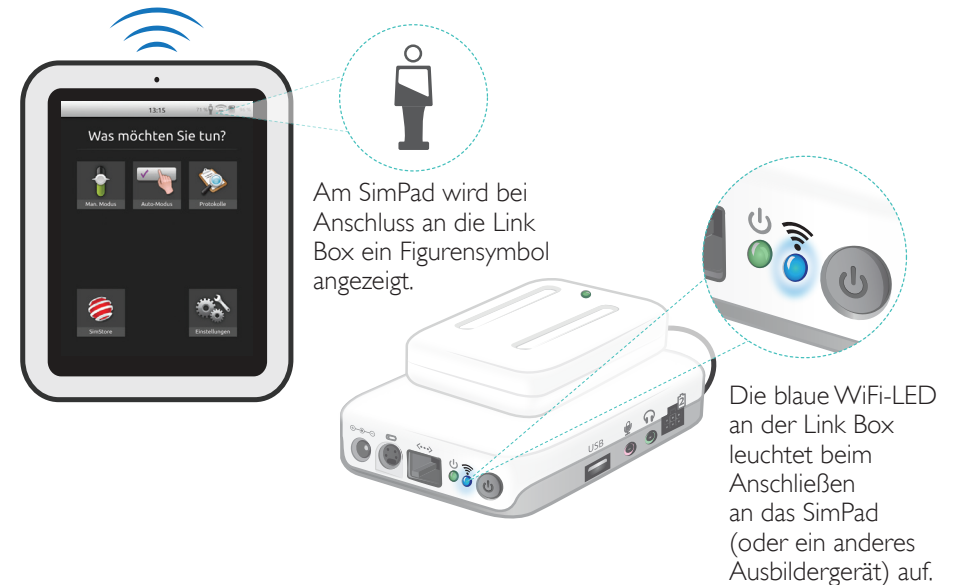 13:15
Was möchten Sie tun?
Man. Modus
Auto-Modus
Protokolle
SimStore
Einstellungen
Am SimPad wird bei
Anschluss an die Link
Box ein Figurensymbol
angezeigt.
USB
2
Die blaue WiFi-LED
an der Link Box
leuchtet beim
Anschließen
an das SimPad
(oder ein anderes
Ausbildergerät) auf.